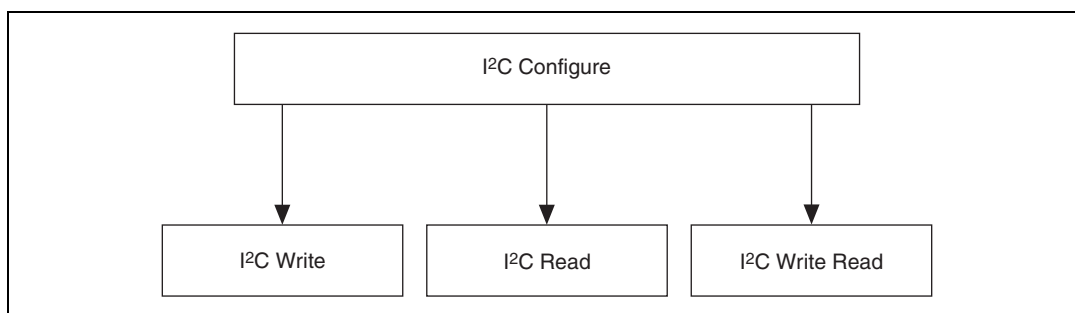 I²C Configure
I²C Write
I²C Read
I²C Write Read